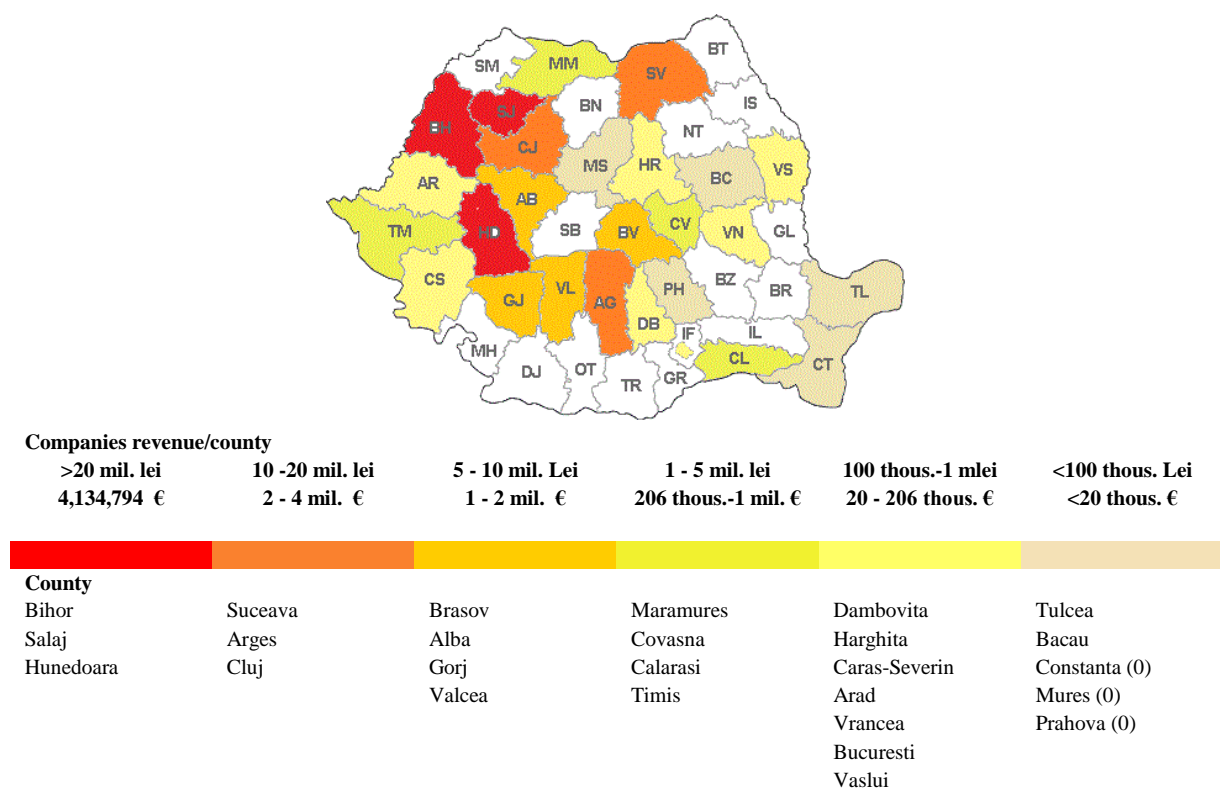 BT
SM
MM
SV
BN
IS
SJ
BH
NT
CJ
MS
HR
BC
VS
AR
AB
TM
HD
SB
BV
CV
VN
GL
CS
GJ
VL
AG
PH
BZ
BR
TL
DB
IF
IL
MH
DJ
OT
TR
GR
CL
CT
Companies revenue/county
>20 mil. lei 10 -20 mil. lei 5 - 10 mil. Lei 1 - 5 mil. lei 100 thous.-1 mlei <100 thous. Lei
4,134,794 € 2 - 4 mil. € 1 - 2 mil. € 206 thous.-1 mil. € 20 - 206 thous. € <20 thous. €
County
Bihor Suceava Brasov Maramures Dambovita Tulcea
Salaj Arges Alba Covasna Harghita Bacau
Hunedoara Cluj Gorj Calarasi Caras-Severin Constanta (0)
Valcea Timis Arad Mures (0)
Vrancea Prahova (0)
Bucuresti
Vaslui